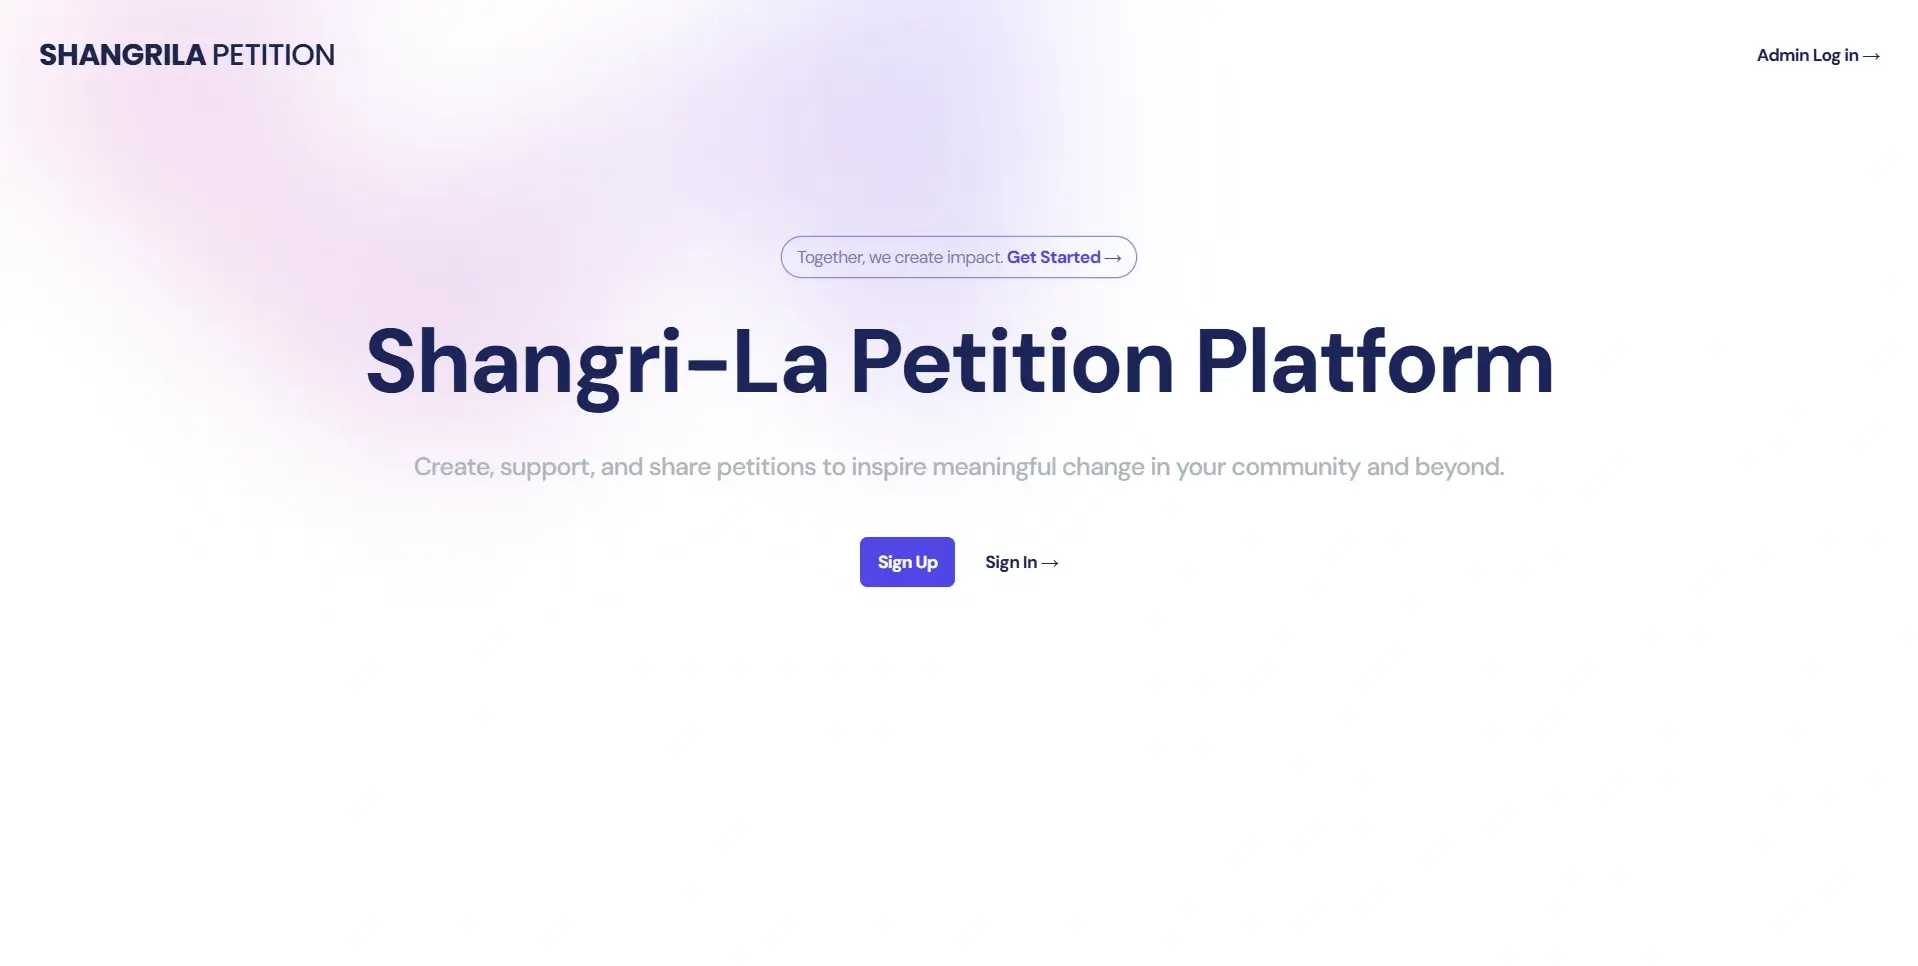 SHANGRILA PETITION
Admin Log in →
Together, we create impact. Get Started →
Shangri-La Petition Platform
Create, support, and share petitions to inspire meaningful change in your community and beyond.
Sign Up
Sign In →